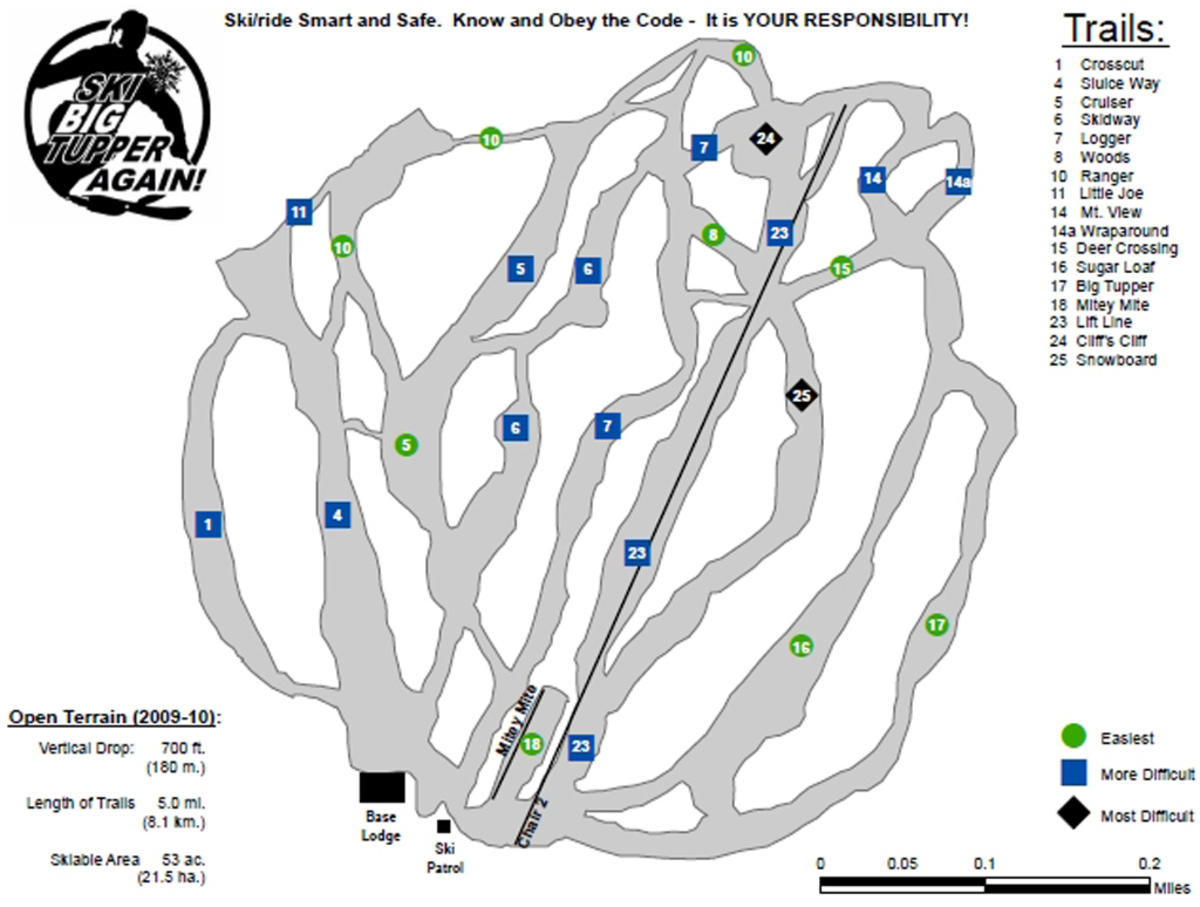 Ski/ride Smart and Safe. Know and Obey the Code - It is YOUR RESPONSIBILITY!
SKI
BIG
TUPPER
AGAIN!
Trails:
1 Crosscut
4 Sluice Way
5 Cruiser
6 Skidway
7 Logger
8 Woods
10 Ranger
11 Little Joe
14 Mt. View
14a Wraparound
15 Deer Crossing
16 Sugar Loaf
17 Big Tupper
18 Mitey Mite
23 Lift Line
24 Cliff's Cliff
25 Snowboard
10
10
24
7
14
14a
11
8
23
10
5
6
15
25
6
7
5
1
4
23
17
16
Mitey Mite
18
23
Chair 2
Base
Lodge
Ski
Patrol
Open Terrain (2009-10):
Vertical Drop: 700 ft.
(180 m.)
Length of Trails 5.0 mi.
(8.1 km.)
Skiable Area 53 ac.
(21.5 ha.)
Easiest
More Difficult
Most Difficult
0 0.05 0.1 0.2
Miles